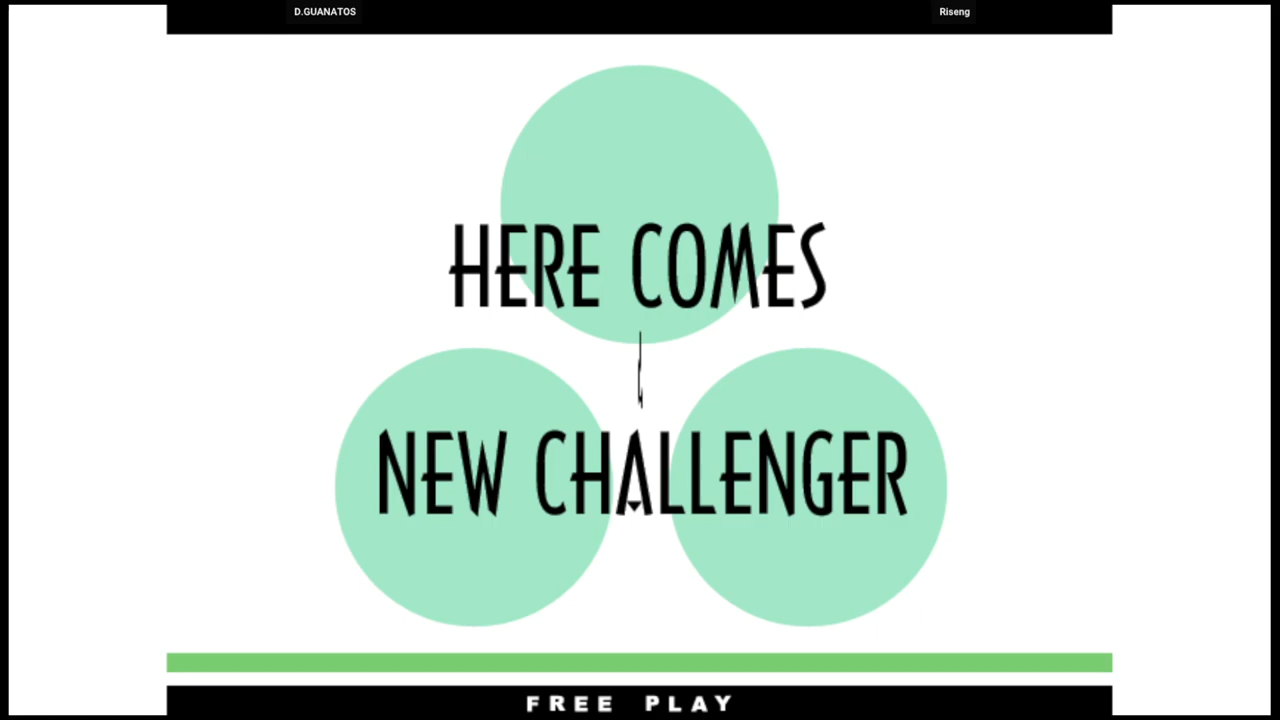 D.GUANATOS
Riseng
HERE COMES
NEW CHALLENGER
FREE PLAY